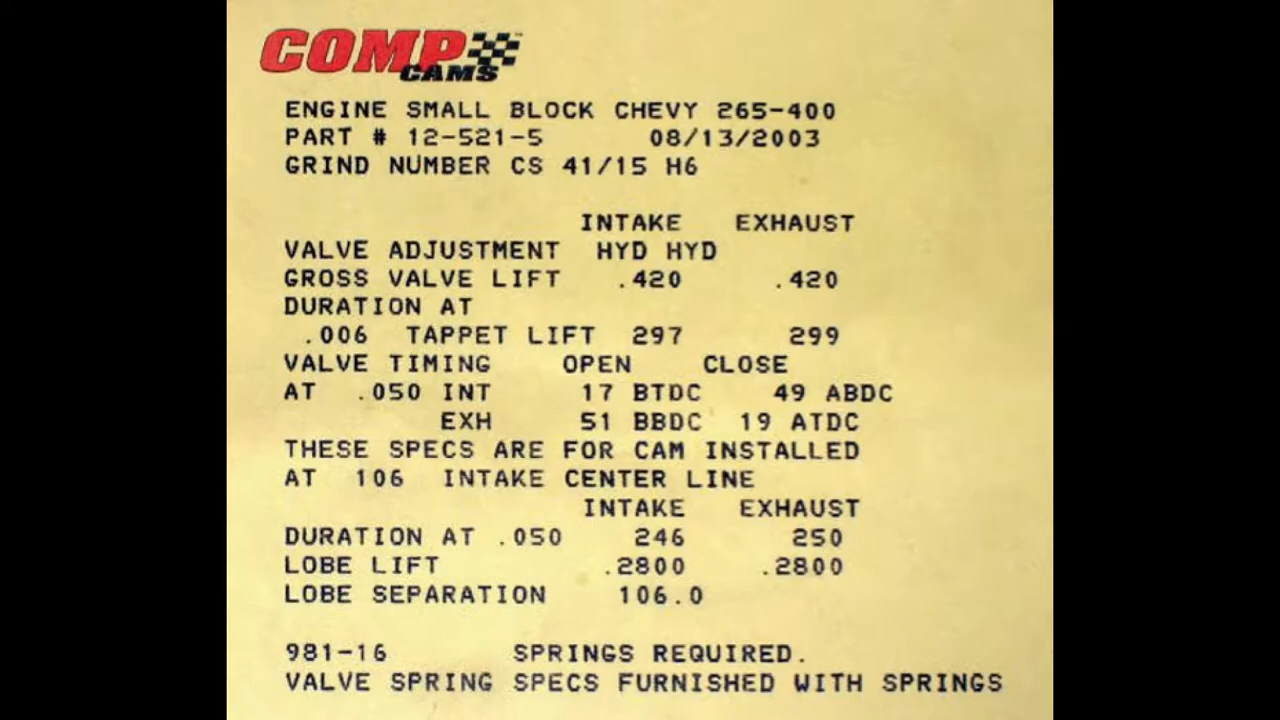 COMP CAMS™
ENGINE SMALL BLOCK CHEVY 265-400
PART # 12-521-5 08/13/2003
GRIND NUMBER CS 41/15 H6
INTAKE EXHAUST
VALVE ADJUSTMENT HYD HYD
GROSS VALVE LIFT .420 .420
DURATION AT
.006 TAPPET LIFT 297 299
VALVE TIMING OPEN CLOSE
AT .050 INT 17 BTDC 49 ABDC
EXH 51 BBDC 19 ATDC
THESE SPECS ARE FOR CAM INSTALLED
AT 106 INTAKE CENTER LINE
INTAKE EXHAUST
DURATION AT .050 246 250
LOBE LIFT .2800 .2800
LOBE SEPARATION 106.0
981-16 SPRINGS REQUIRED.
VALVE SPRING SPECS FURNISHED WITH SPRINGS